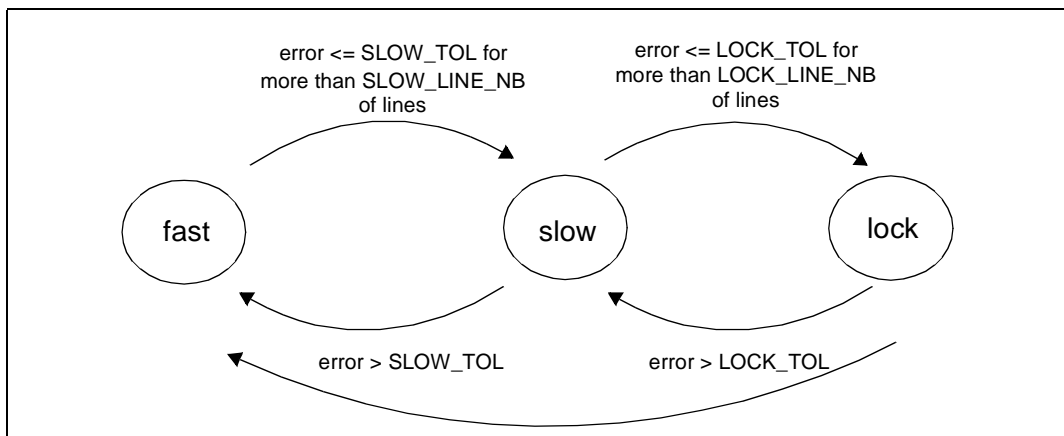 error <= SLOW_TOL for
more than SLOW_LINE_NB
of lines
error <= LOCK_TOL for
more than LOCK_LINE_NB
of lines
fast
slow
lock
error > SLOW_TOL
error > LOCK_TOL